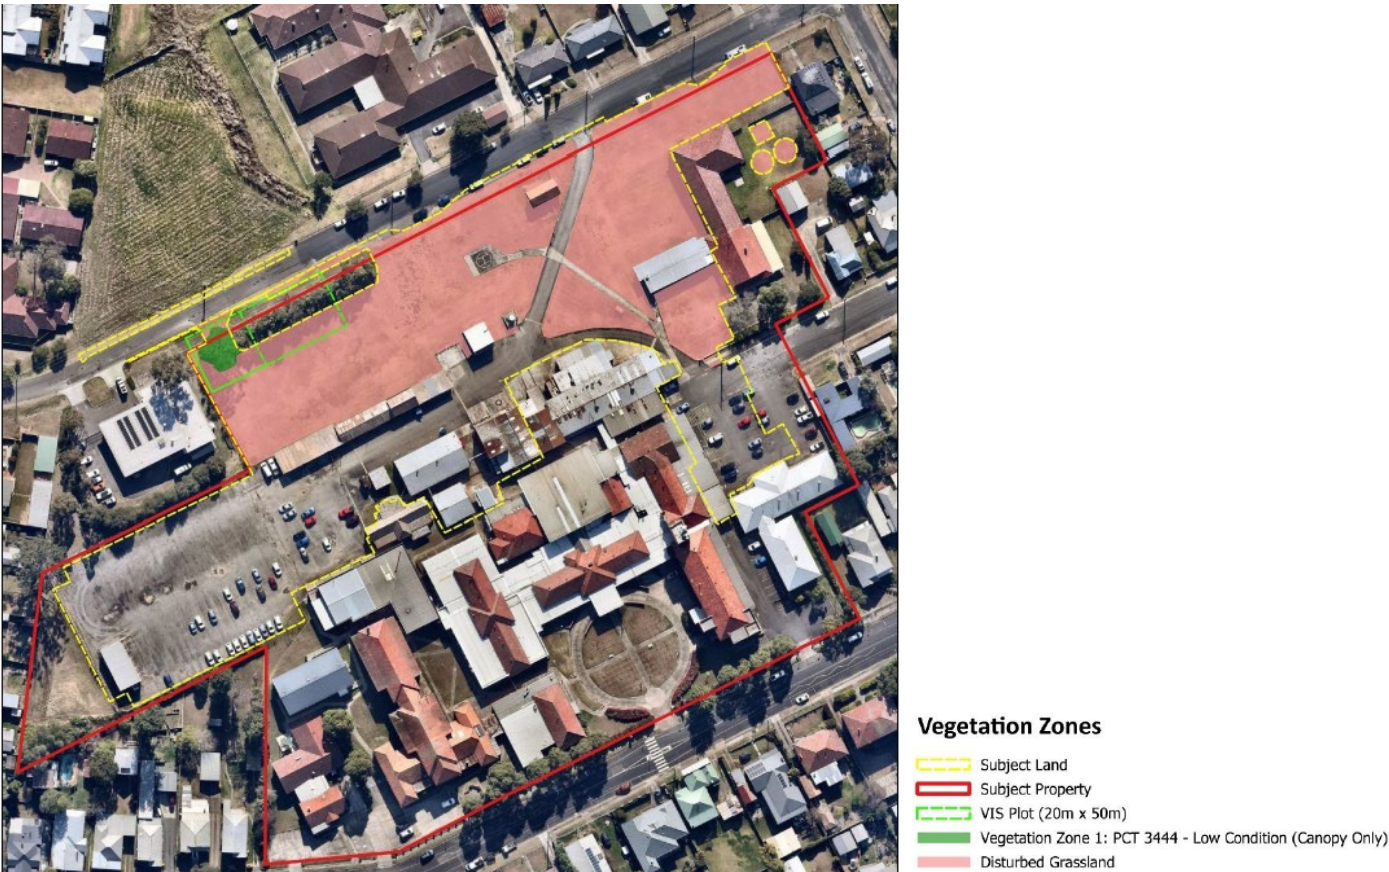 Vegetation Zones
Subject Land
Subject Property
VIS Plot (20m x 50m)
Vegetation Zone 1: PCT 3444 - Low Condition (Canopy Only)
Disturbed Grassland